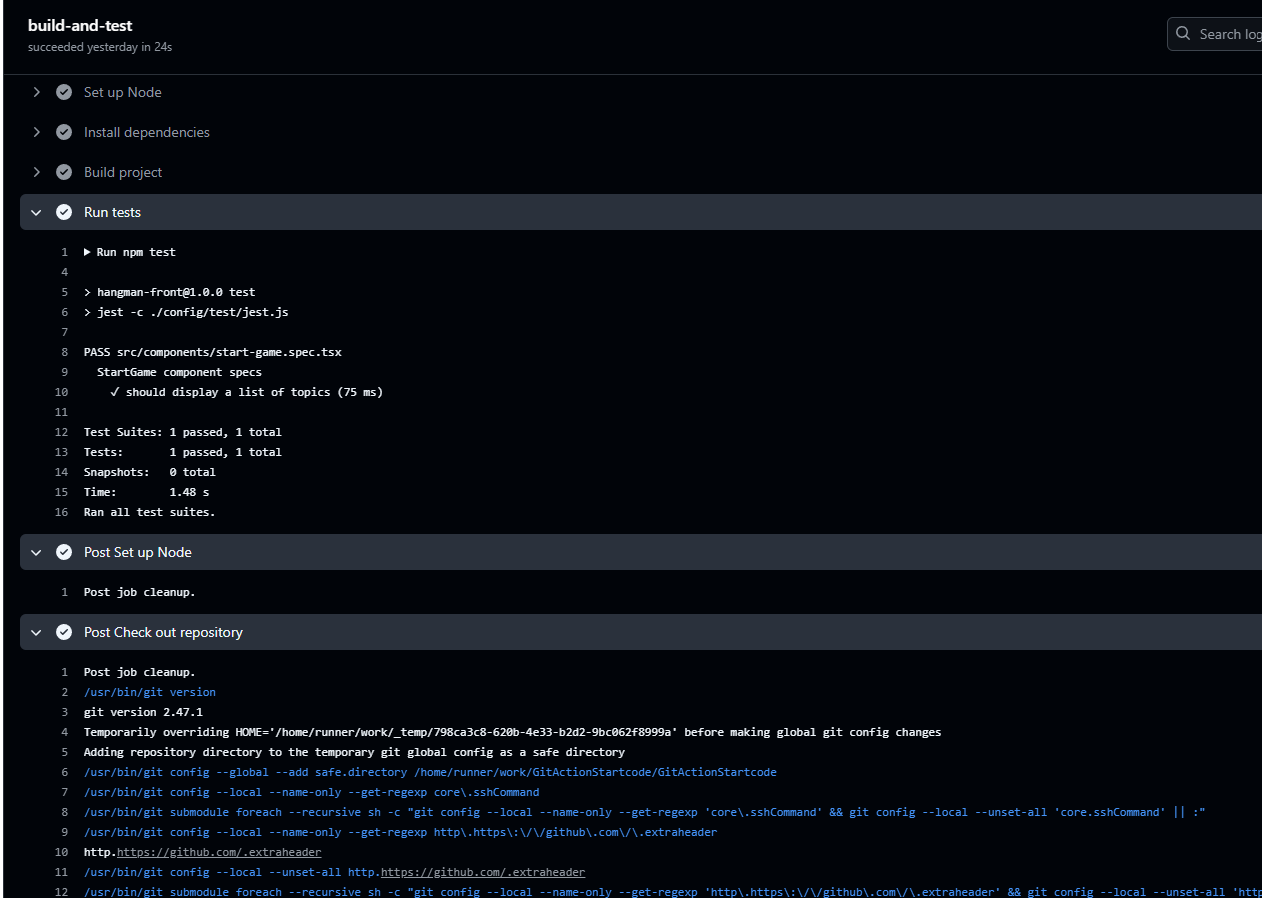 build-and-test
succeeded yesterday in 24s
Search log
Set up Node
Install dependencies
Build project
Run tests
1 Run npm test
4
5 > hangman-front@1.0.0 test
6 > jest -c ./config/test/jest.js
7
8 PASS src/components/start-game.spec.tsx
9 StartGame component specs
10 ✓ should display a list of topics (75 ms)
11
12 Test Suites: 1 passed, 1 total
13 Tests: 1 passed, 1 total
14 Snapshots: 0 total
15 Time: 1.48 s
16 Ran all test suites.
Post Set up Node
1 Post job cleanup.
Post Check out repository
1 Post job cleanup.
2 /usr/bin/git version
3 git version 2.47.1
4 Temporarily overriding HOME='/home/runner/work/_temp/798ca3c8-620b-4e33-b2d2-9bc062f8999a' before making global git config changes
5 Adding repository directory to the temporary git global config as a safe directory
6 /usr/bin/git config --global --add safe.directory /home/runner/work/GitActionStartcode/GitActionStartcode
7 /usr/bin/git config --local --name-only --get-regexp core\.sshCommand
8 /usr/bin/git submodule foreach --recursive sh -c "git config --local --name-only --get-regexp 'core\.sshCommand' && git config --local --unset-all 'core.sshCommand' || :"
9 /usr/bin/git config --local --name-only --get-regexp http\.https\:\/\/github\.com\/\.extraheader
10 http.https://github.com/.extraheader
11 /usr/bin/git config --local --unset-all http.https://github.com/.extraheader
12 /usr/bin/git submodule foreach --recursive sh -c "git config --local --name-only --get-regexp 'http\.https\:\/\/github\.com\/\.extraheader' && git config --local --unset-all 'http